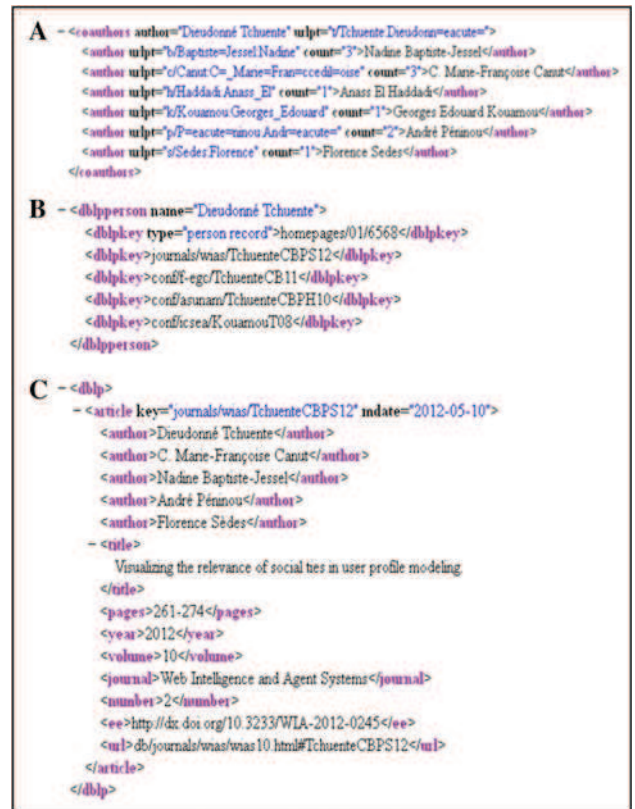 A - <coauthors author="Dieudonné Tchuente" urlpt="t/Tchuente:Dieudonn=eacute=">
<author urlpt="b/Baptiste=Jessel:Nadine" count="3">Nadine Baptiste-Jessel</author>
<author urlpt="c/Canut:C=_Marie=Fran=ccedil=oise" count="3">C. Marie-Françoise Canut</author>
<author urlpt="h/Haddadi:Anass_El" count="1">Anass El Haddadi</author>
<author urlpt="k/Kouamou:Georges_Edouard" count="1">Georges Edouard Kouamou</author>
<author urlpt="p/P=eacute=ninou:Andr=eacute=" count="2">André Péninou</author>
<author urlpt="s/Sedes:Florence" count="1">Florence Sedes</author>
</coauthors>
B - <dblpperson name="Dieudonné Tchuente">
<dblpkey type="person record">homepages/01/6568</dblpkey>
<dblpkey>journals/wias/TchuenteCBPS12</dblpkey>
<dblpkey>conf/f-egc/TchuenteCB11</dblpkey>
<dblpkey>conf/asunam/TchuenteCBPH10</dblpkey>
<dblpkey>conf/icsea/KouamouT08</dblpkey>
</dblpperson>
C - <dblp>
- <article key="journals/wias/TchuenteCBPS12" mdate="2012-05-10">
<author>Dieudonné Tchuente</author>
<author>C. Marie-Françoise Canut</author>
<author>Nadine Baptiste-Jessel</author>
<author>André Péninou</author>
<author>Florence Sèdes</author>
- <title>
Visualizing the relevance of social ties in user profile modeling.
</title>
<pages>261-274</pages>
<year>2012</year>
<volume>10</volume>
<journal>Web Intelligence and Agent Systems</journal>
<number>2</number>
<ee>http://dx.doi.org/10.3233/WIA-2012-0245</ee>
<url>db/journals/wias/wias10.html#TchuenteCBPS12</url>
</article>
</dblp>